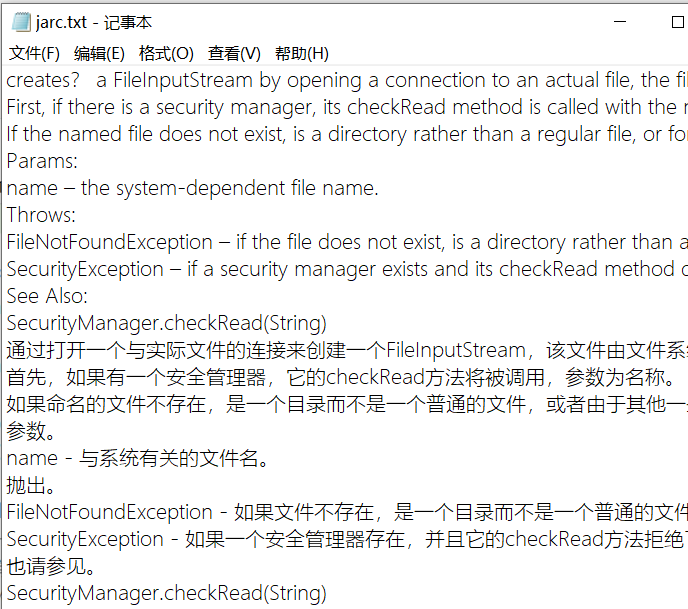 jarc.txt - 记事本
文件(F) 编辑(E) 格式(O) 查看(V) 帮助(H)
creates? a FileInputStream by opening a connection to an actual file, the
First, if there is a security manager, its checkRead method is called with the
If the named file does not exist, is a directory rather than a regular file, or
Params:
name – the system-dependent file name.
Throws:
FileNotFoundException – if the file does not exist, is a directory rather than a
SecurityException – if a security manager exists and its checkRead method
See Also:
SecurityManager.checkRead(String)
通过打开一个与实际文件的连接来创建一个FileInputStream，该文件由文件系
首先，如果有一个安全管理器，它的checkRead方法将被调用，参数为名称。
如果命名的文件不存在，是一个目录而不是一个普通的文件，或者由于其他一
参数。
name - 与系统有关的文件名。
抛出。
FileNotFoundException - 如果文件不存在，是一个目录而不是一个普通的文
SecurityException - 如果一个安全管理器存在，并且它的checkRead方法拒绝
也请参见。
SecurityManager.checkRead(String)